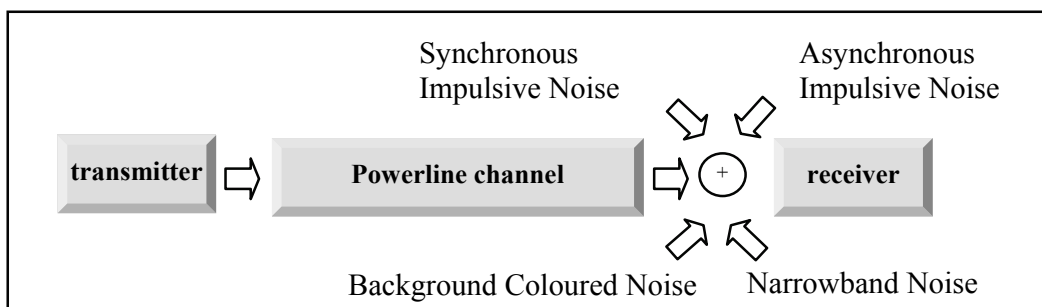 Synchronous
Impulsive Noise
Asynchronous
Impulsive Noise
transmitter
Powerline channel
+
receiver
Background Coloured Noise
Narrowband Noise